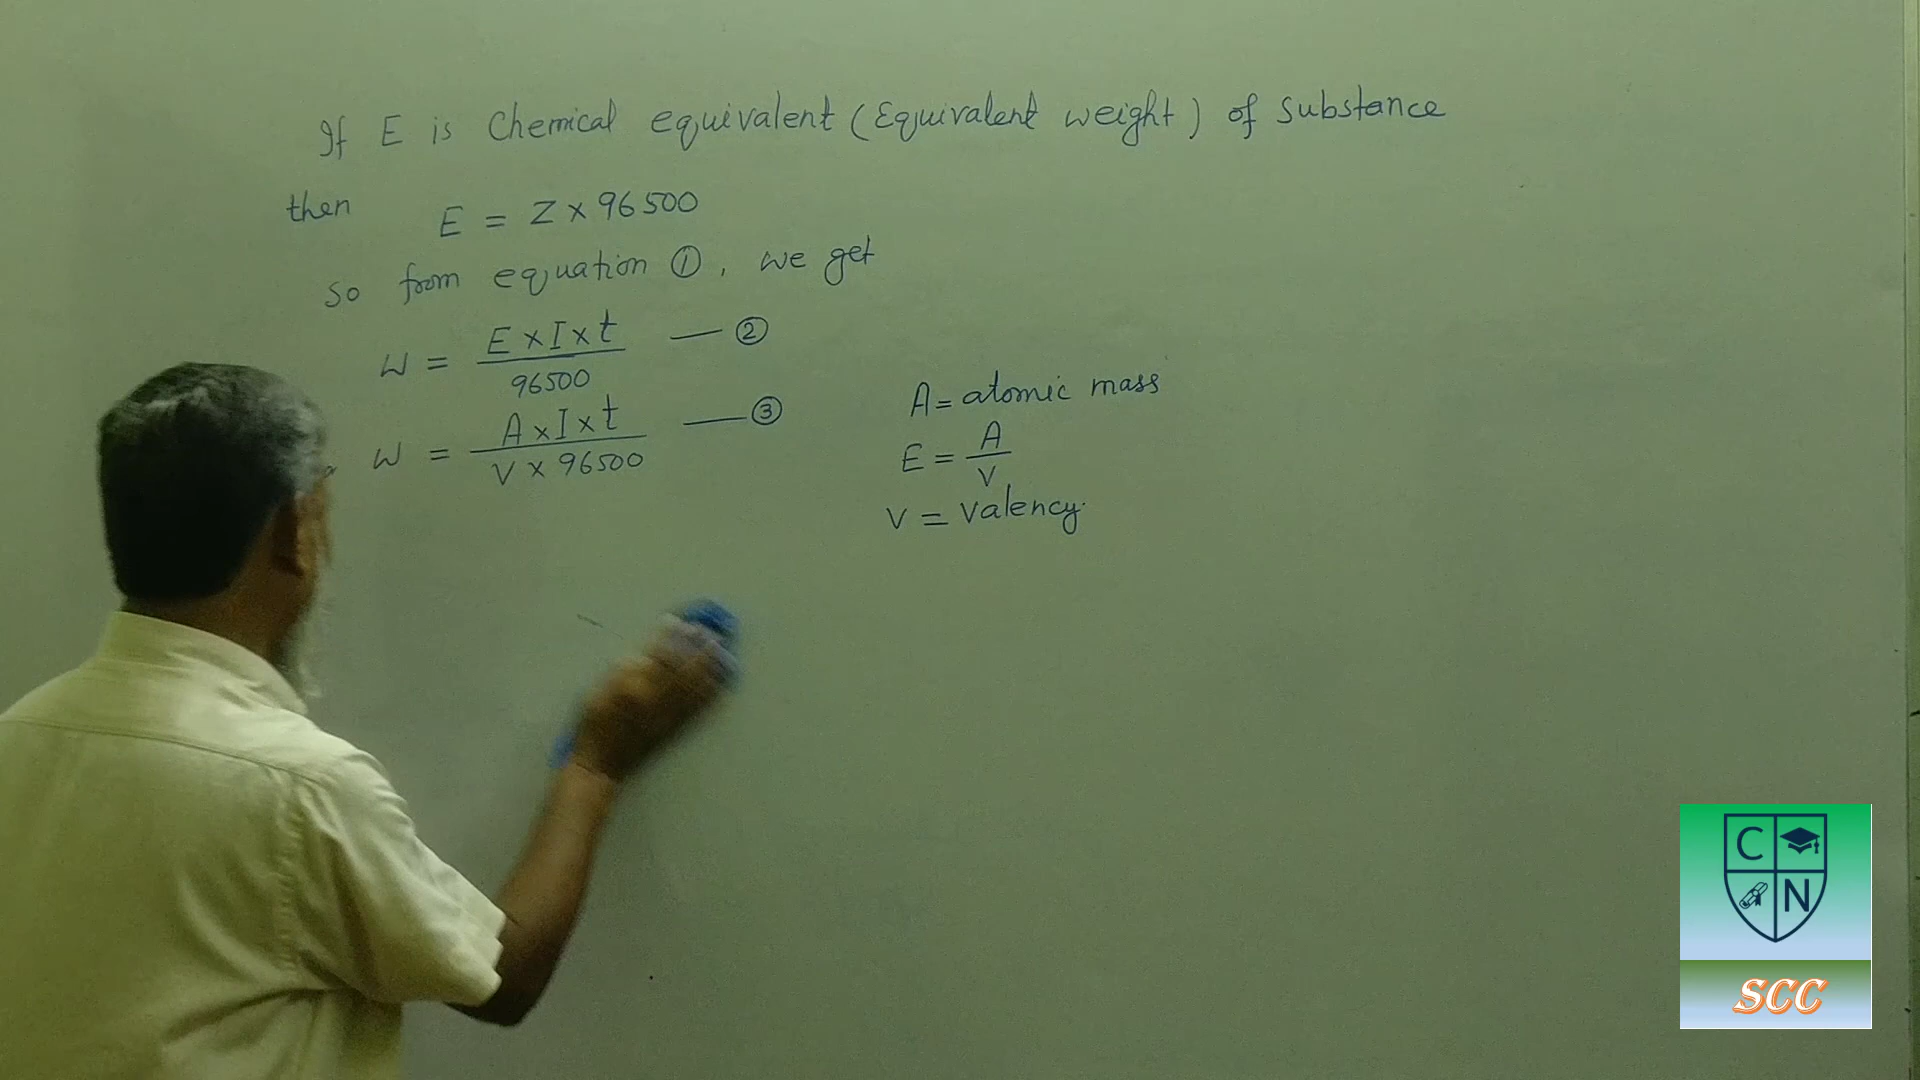 If E is Chemical equivalent (Equivalent weight) of substance
then E = Z × 96500
so from equation ①, we get
W = E × I × t / 96500 — ②
W = A × I × t / V × 96500 — ③
A = atomic mass
E = A / V
V = Valency.
C
N
SCC